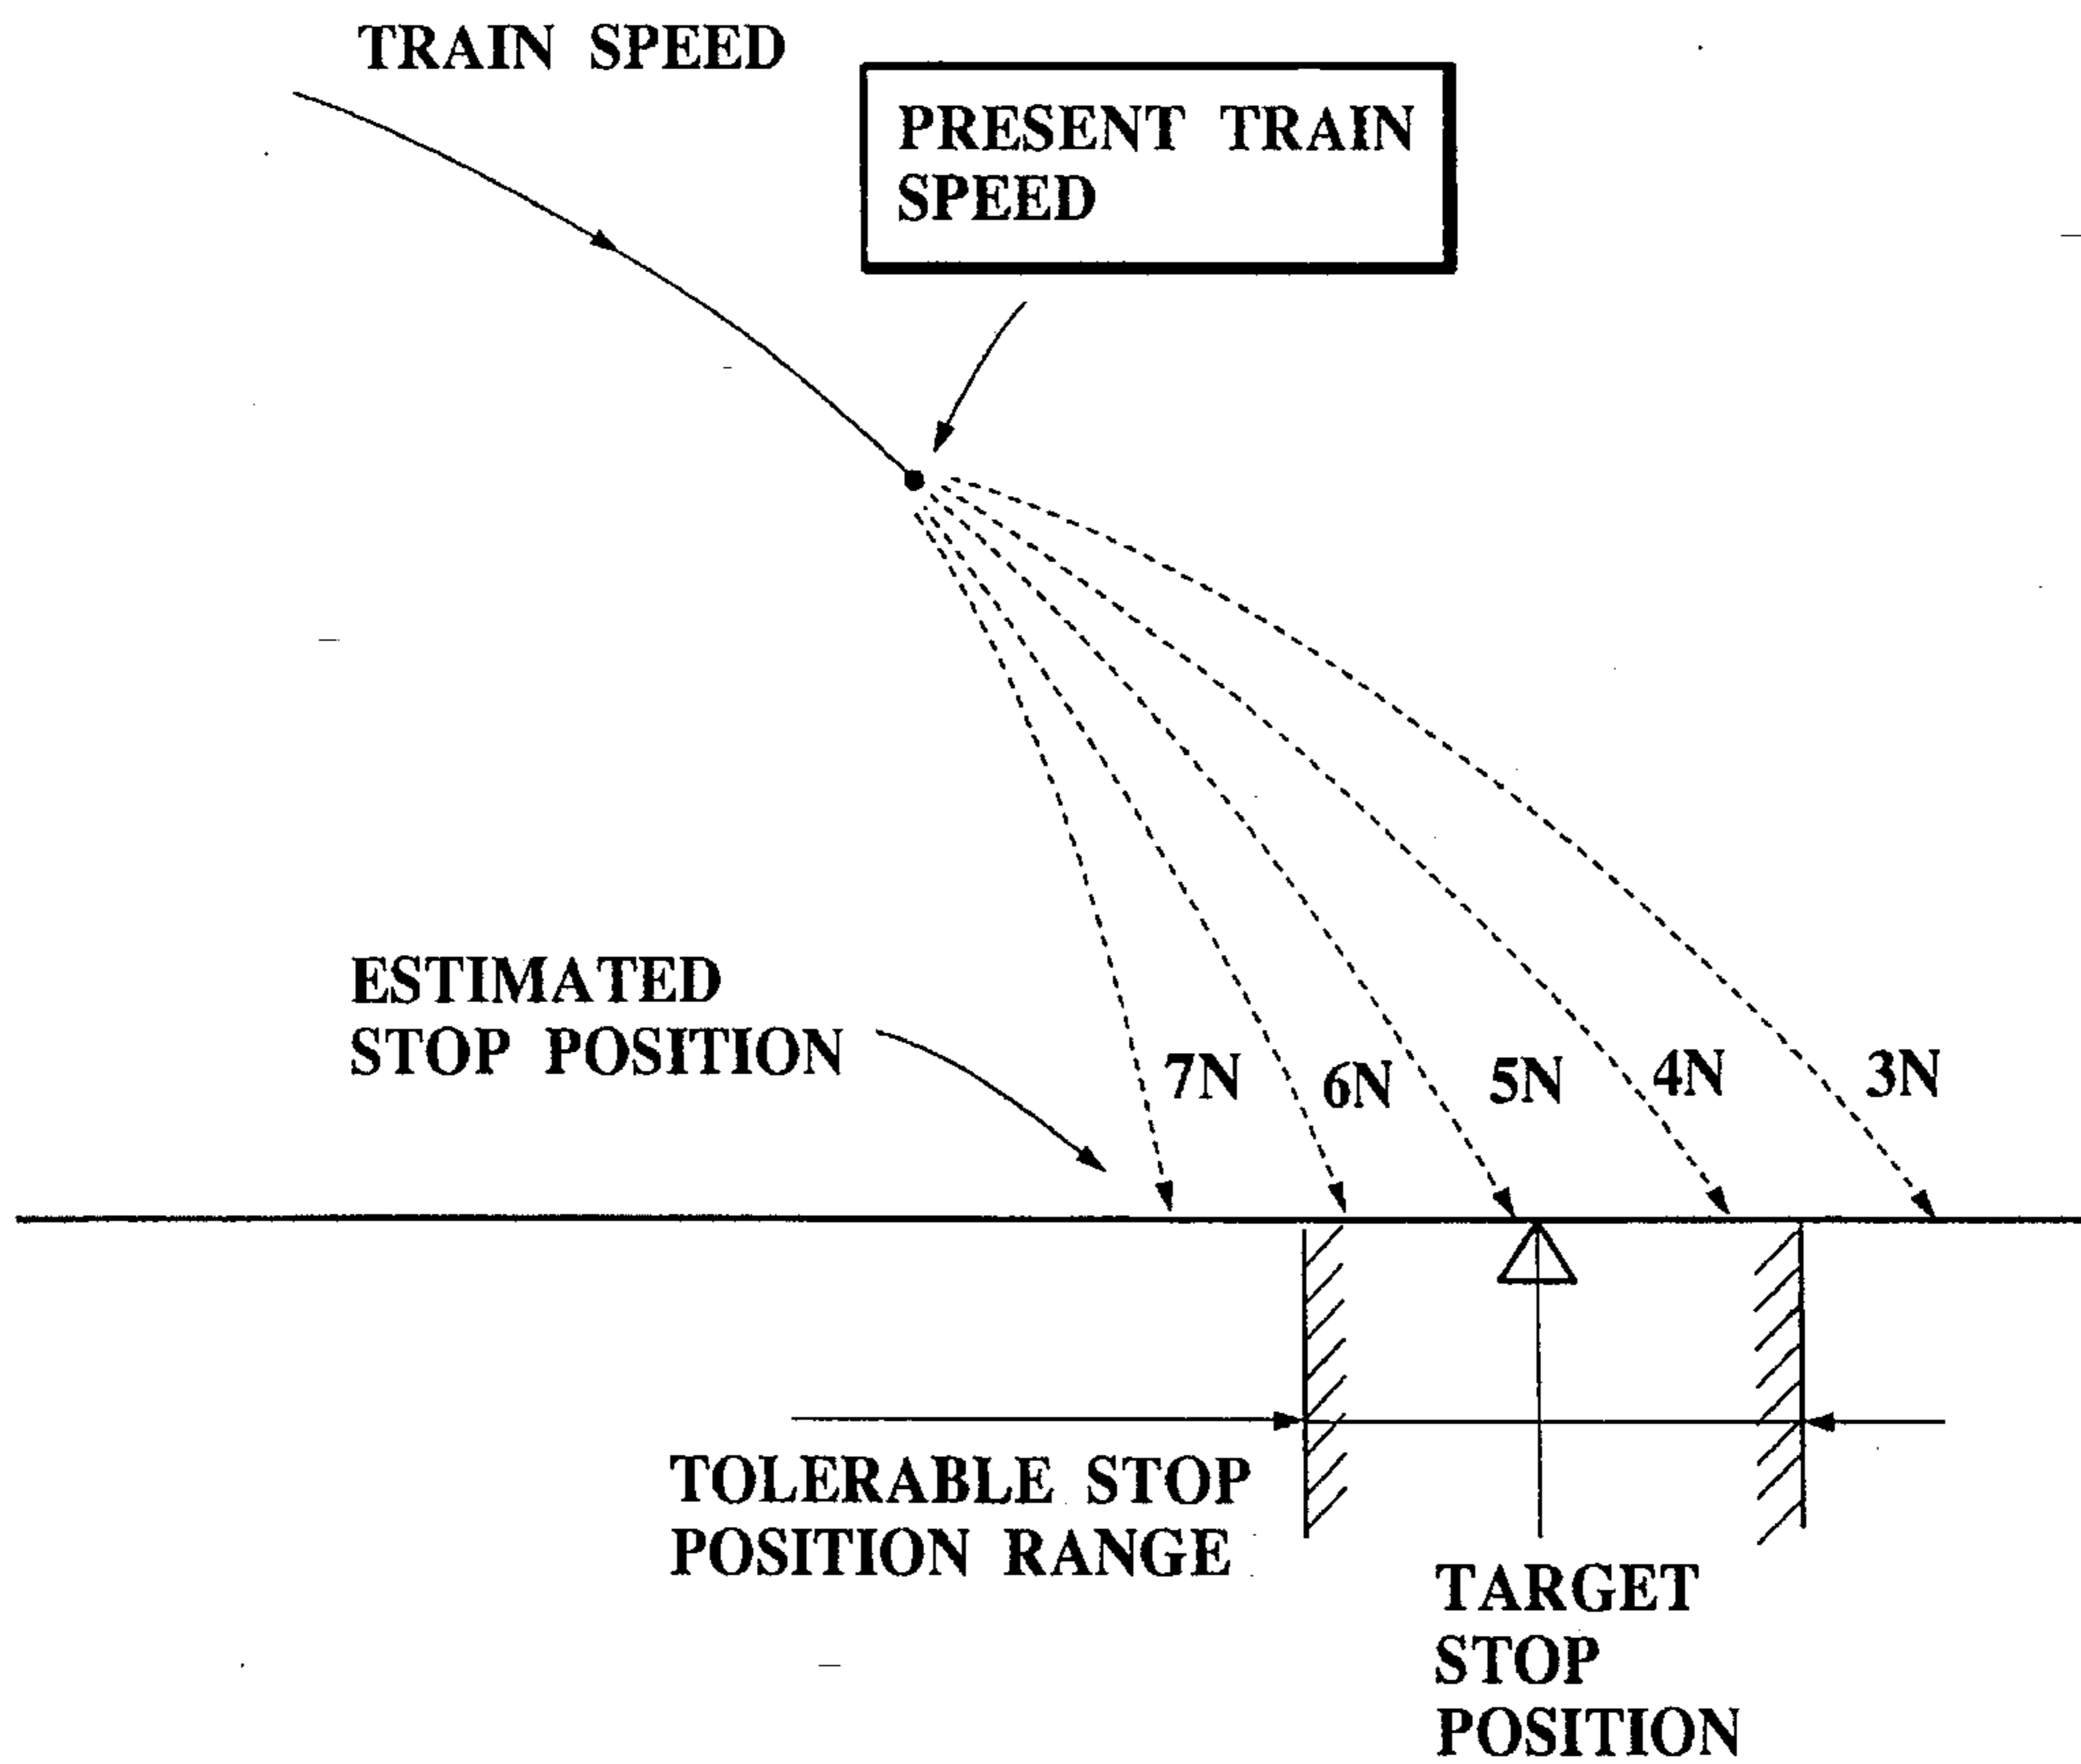 TRAIN SPEED
PRESENT TRAIN
SPEED
ESTIMATED
STOP POSITION
7N
6N
5N
4N
3N
TOLERABLE STOP
POSITION RANGE
TARGET
STOP
POSITION